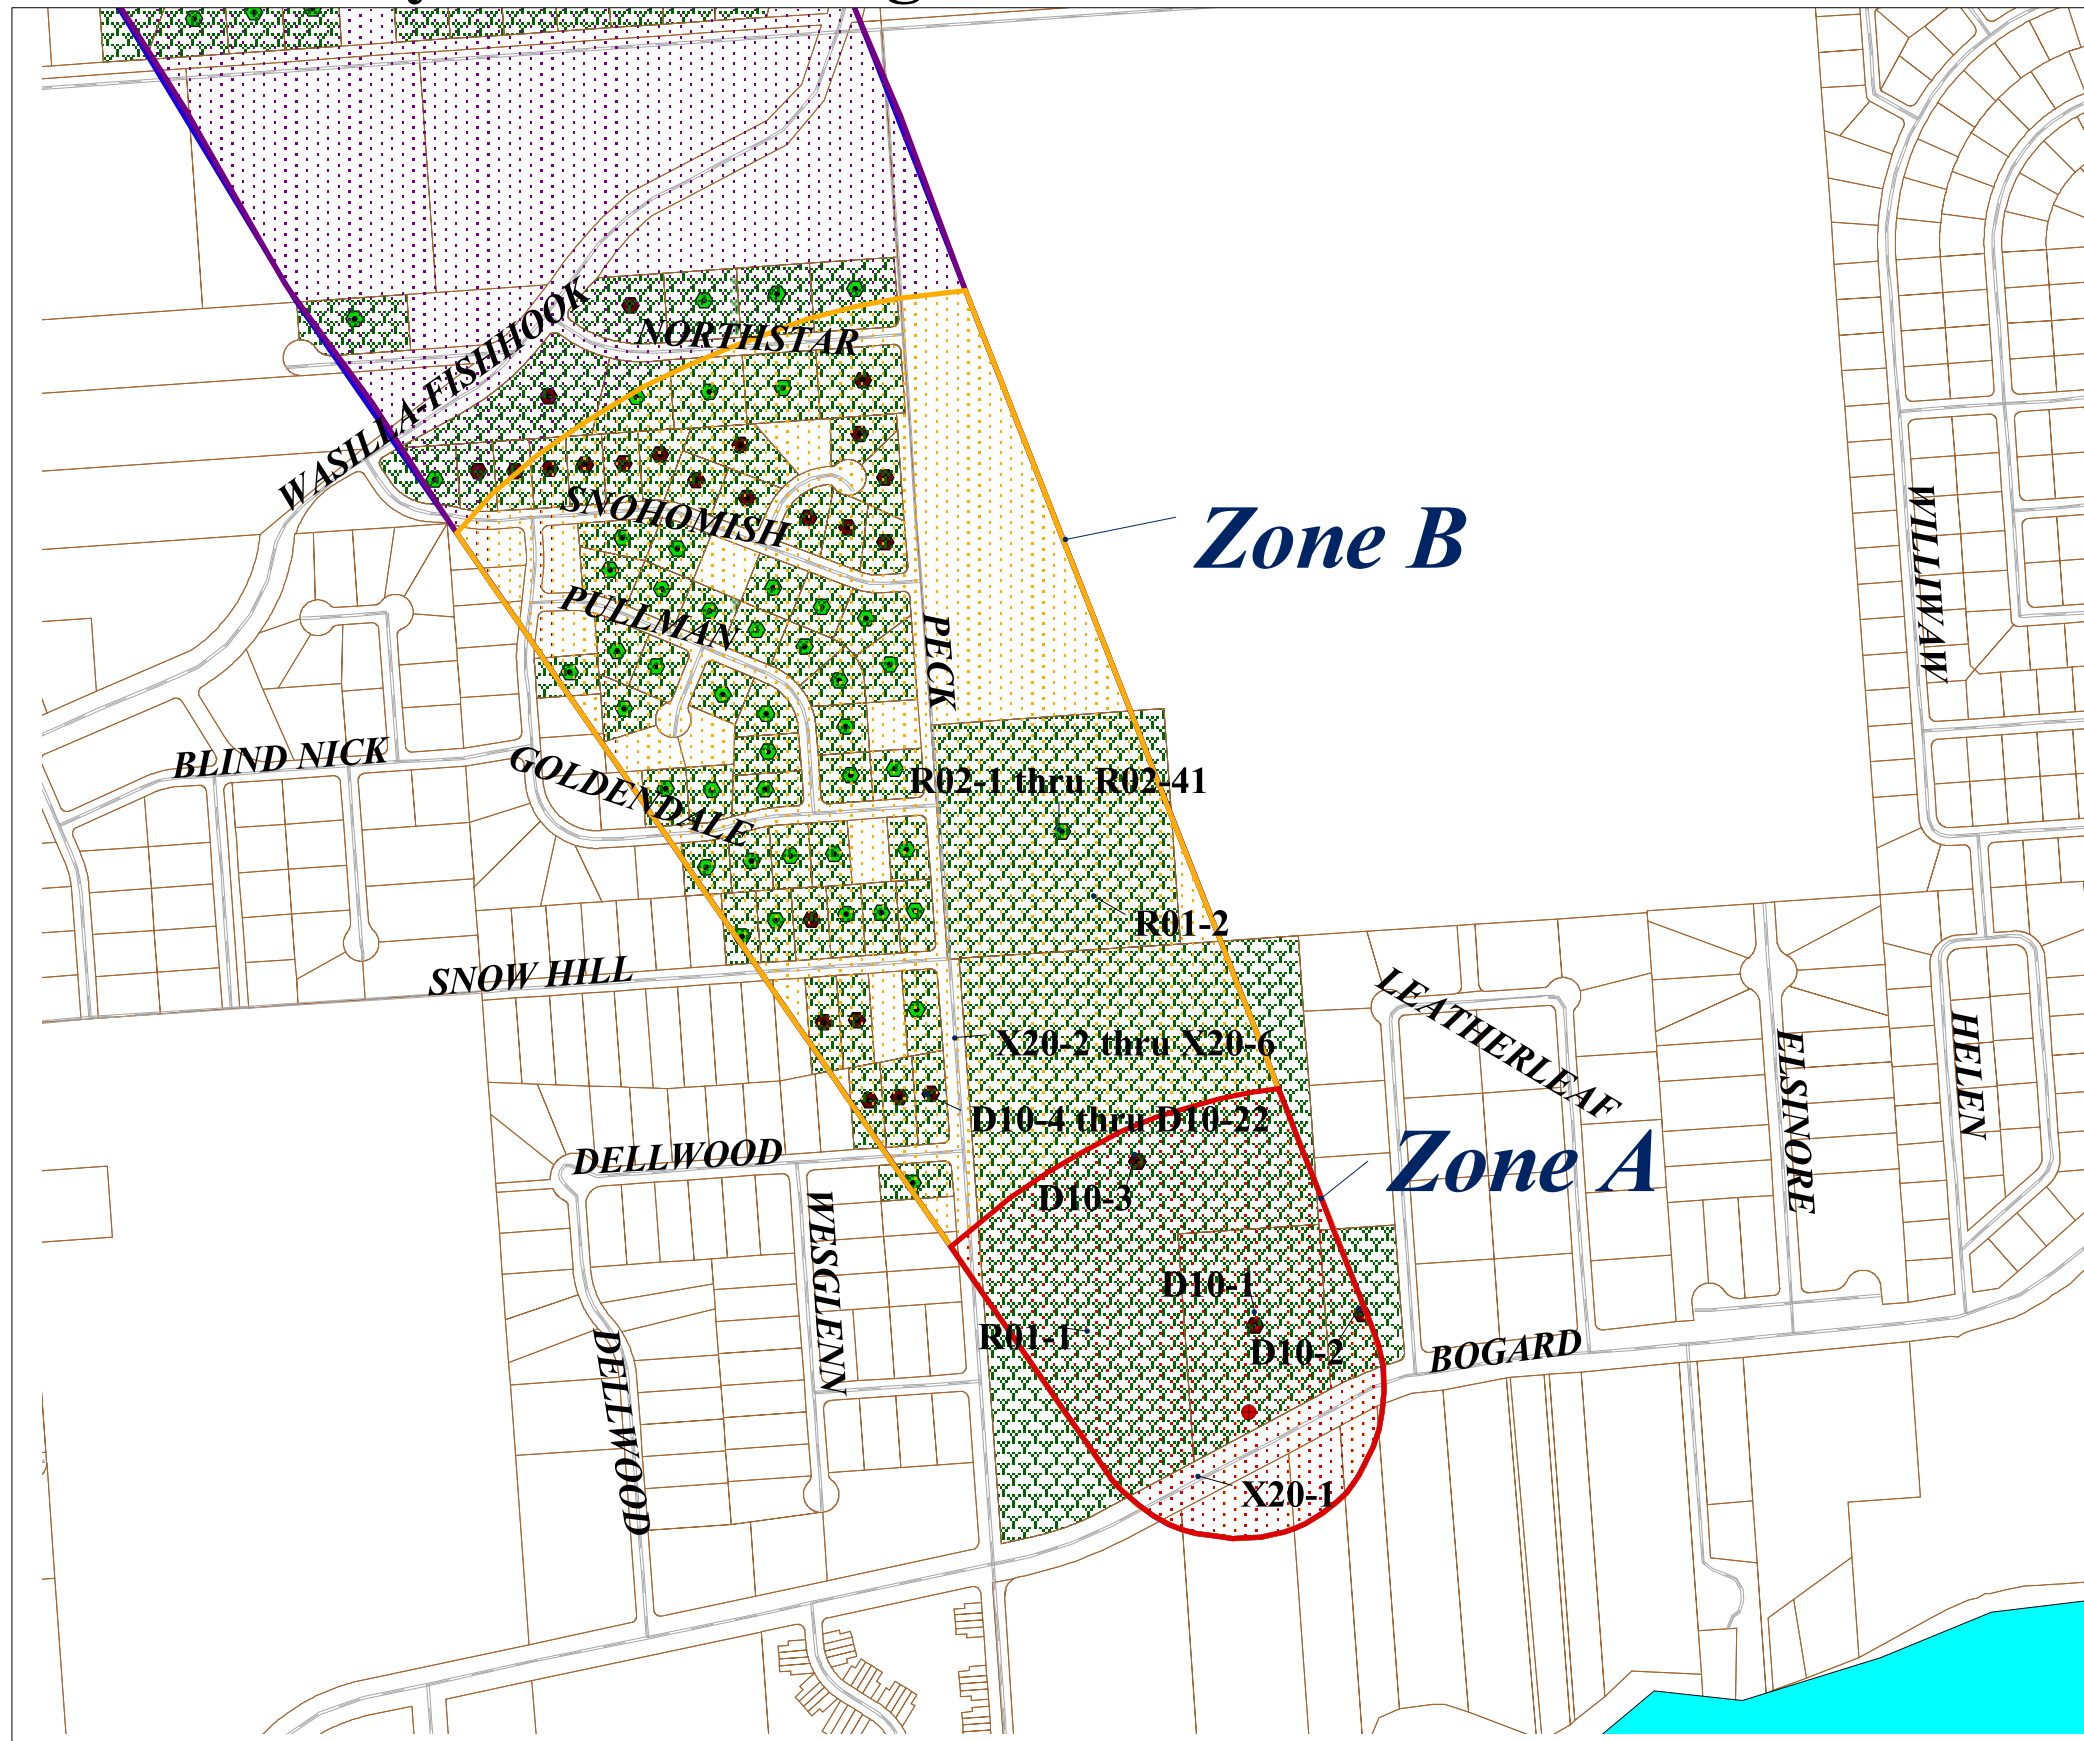 NORTHSTAR
WASILLA-FISHHOOK
SNOHOMISH
Zone B
WILLIWAW
PULLMAN
PECK
BLIND NICK
GOLDENDALE
R02-1 thru R02-41
R01-2
SNOW HILL
LEATHERLEAF
X20-2 thru X20-6
ELSINORE
HELEN
D10-4 thru D10-22
DELLWOOD
Zone A
D10-3
WESGLENN
D10-1
R01-1
D10-2
BOGARD
DELLWOOD
X20-1